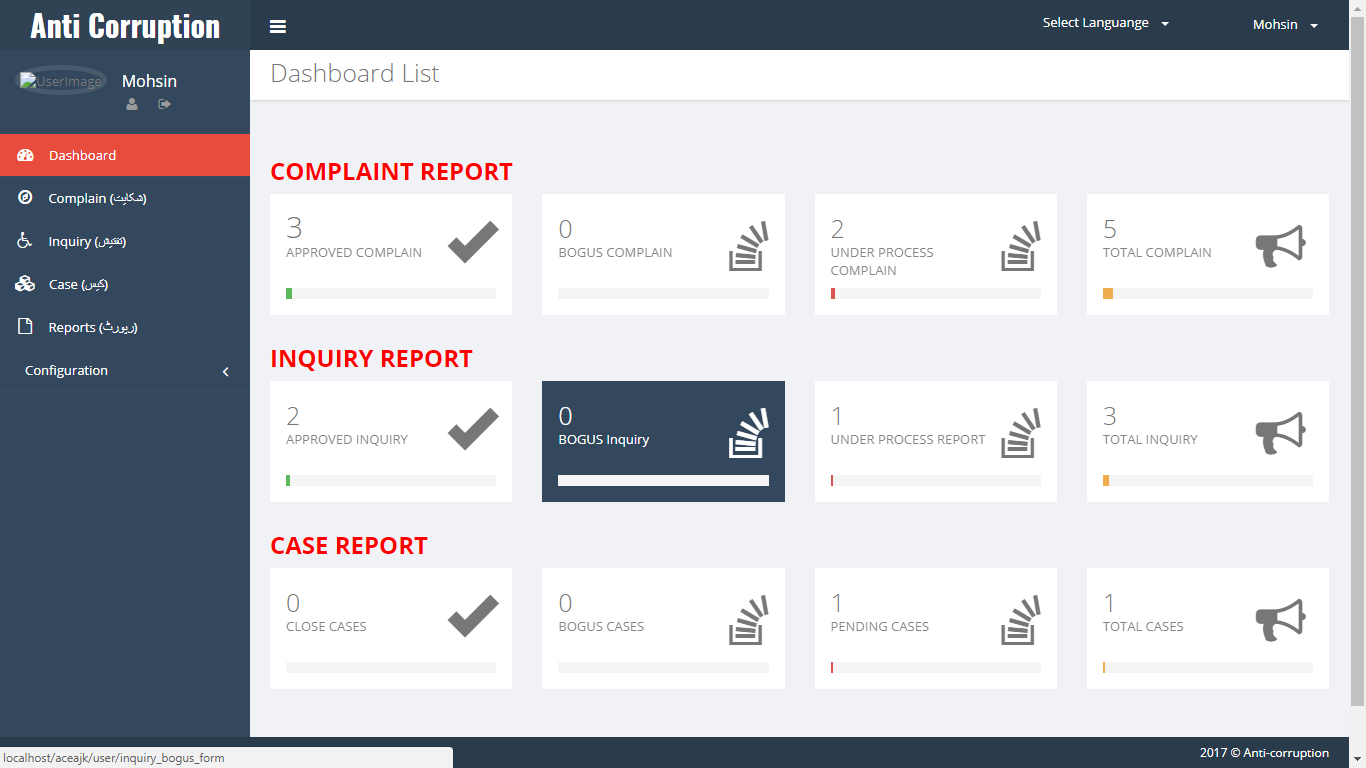 Anti Corruption
Select Languange
Mohsin
UserImage
Mohsin
Dashboard List
Dashboard
Complain (شکایت)
Inquiry (تفتیش)
Case (کیس)
Reports (رپورٹ)
Configuration
COMPLAINT REPORT
3
APPROVED COMPLAIN
0
BOGUS COMPLAIN
2
UNDER PROCESS
COMPLAIN
5
TOTAL COMPLAIN
INQUIRY REPORT
2
APPROVED INQUIRY
0
BOGUS Inquiry
1
UNDER PROCESS REPORT
3
TOTAL INQUIRY
CASE REPORT
0
CLOSE CASES
0
BOGUS CASES
1
PENDING CASES
1
TOTAL CASES
2017 © Anti-corruption
localhost/aceajk/user/inquiry_bogus_form